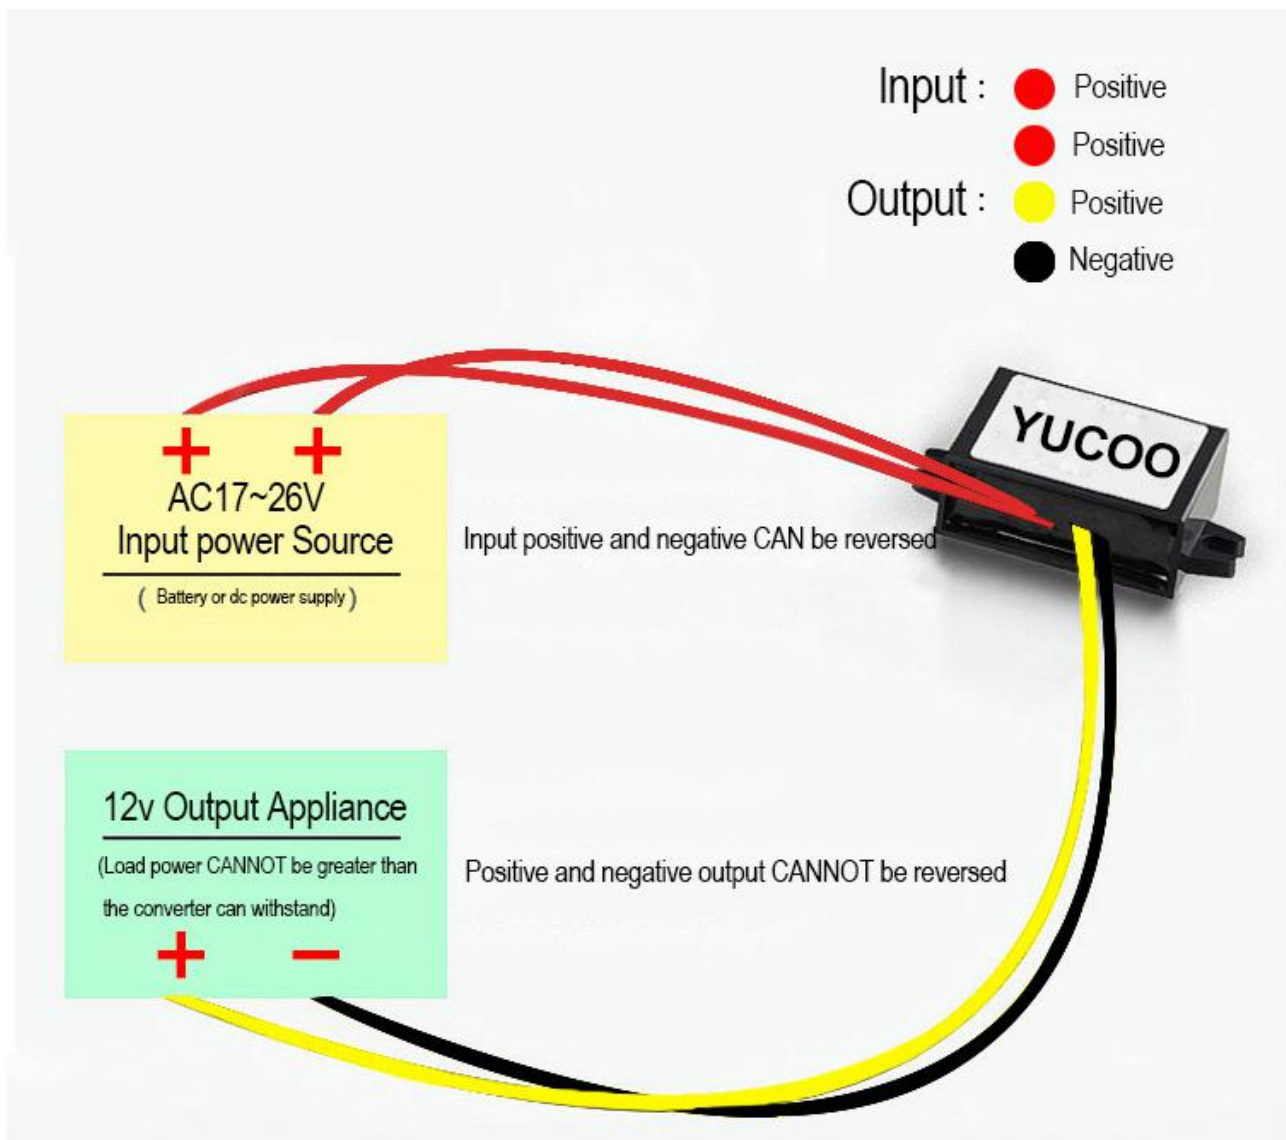 Input : Positive
Positive
Output : Positive
Negative
YUCOO
+ +
AC17~26V
Input power Source
( Battery or dc power supply )
Input positive and negative CAN be reversed
12v Output Appliance
(Load power CANNOT be greater than
the converter can withstand)
+ −
Positive and negative output CANNOT be reversed